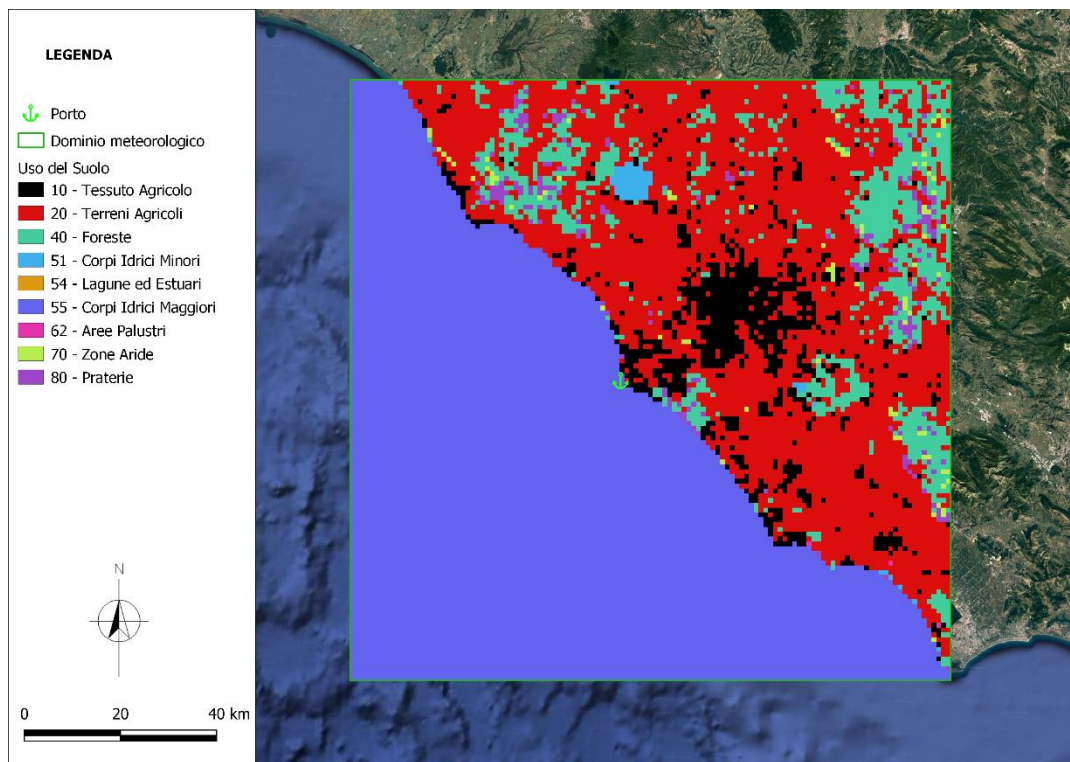 LEGENDA
Porto
Dominio meteorologico
Uso del Suolo
10 - Tessuto Agricolo
20 - Terreni Agricoli
40 - Foreste
51 - Corpi Idrici Minori
54 - Lagune ed Estuari
55 - Corpi Idrici Maggiori
62 - Aree Palustri
70 - Zone Aride
80 - Praterie
N
0 20 40 km